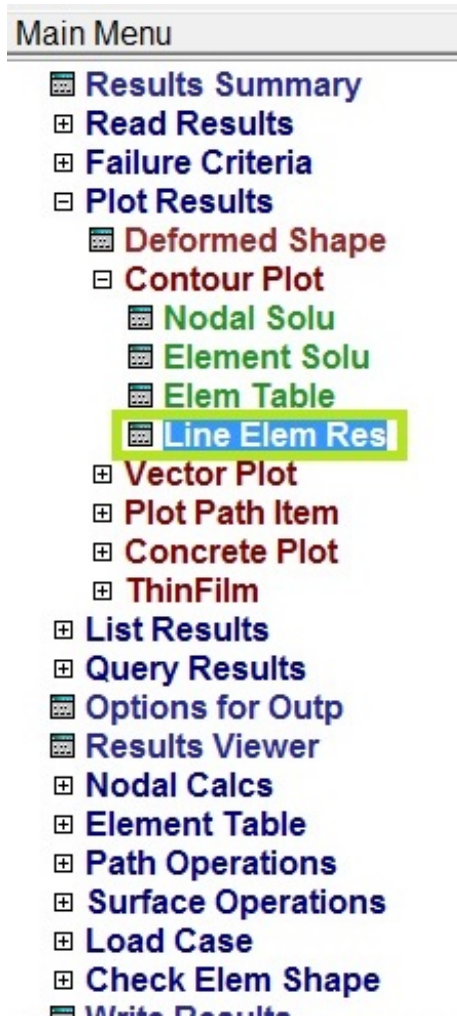 Main Menu
Results Summary
Read Results
Failure Criteria
Plot Results
Deformed Shape
Contour Plot
Nodal Solu
Element Solu
Elem Table
Line Elem Res
Vector Plot
Plot Path Item
Concrete Plot
ThinFilm
List Results
Query Results
Options for Outp
Results Viewer
Nodal Calcs
Element Table
Path Operations
Surface Operations
Load Case
Check Elem Shape
Write Results